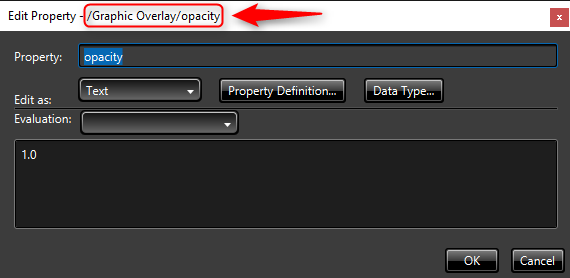 Edit Property - /Graphic Overlay/opacity
x
Property: opacity
Edit as: Text Property Definition... Data Type...
Evaluation:
1.0
OK Cancel